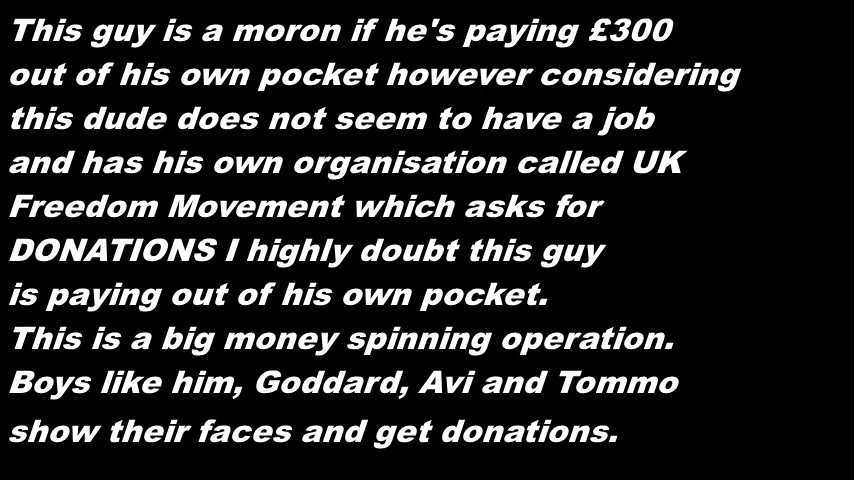 This guy is a moron if he's paying £300
out of his own pocket however considering
this dude does not seem to have a job
and has his own organisation called UK
Freedom Movement which asks for
DONATIONS I highly doubt this guy
is paying out of his own pocket.
This is a big money spinning operation.
Boys like him, Goddard, Avi and Tommo
show their faces and get donations.